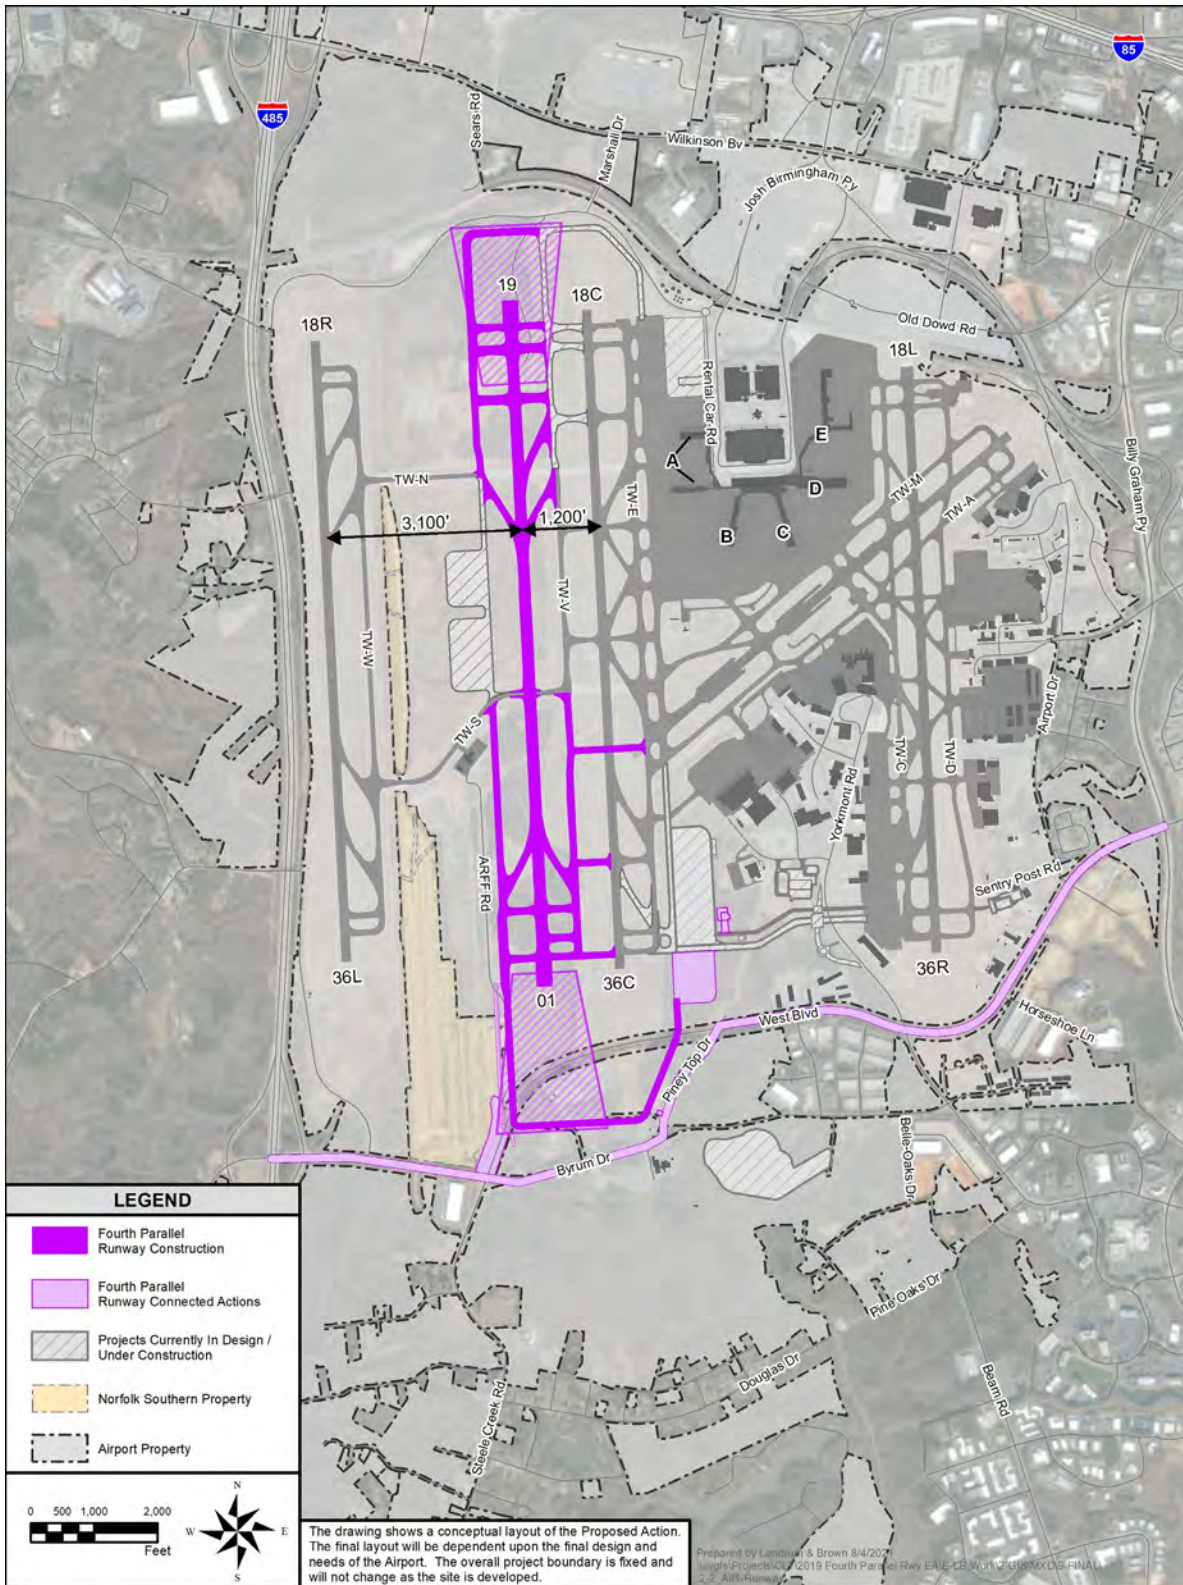 85
485
Sears Rd
Marshall Dr
Wilkinson Bv
Josh Birmingham Py
19
18C
18R
Old Dowd Rd
18L
Rental Car Rd
E
A
TW-N
TW-E
D
TW-M
TW-A
Billy Graham Py
3,100'
1,200'
B
C
TW-V
TW-W
TW-S
Airport Dr
TW-C
TW-D
Yorkmont Rd
ARFF Rd
Sentry Post Rd
36L
01
36C
36R
West Blvd
Horseshoe Ln
Piney Top Dr
Byrum Dr
Belle-Oaks Dr
Pine Oaks Dr
Douglas Dr
Beam Rd
Steele Creek Rd
LEGEND
Fourth Parallel
Runway Construction
Fourth Parallel
Runway Connected Actions
Projects Currently In Design /
Under Construction
Norfolk Southern Property
Airport Property
0 500 1,000 2,000
Feet
N
W E
S
The drawing shows a conceptual layout of the Proposed Action.
The final layout will be dependent upon the final design and
needs of the Airport. The overall project boundary is fixed and
will not change as the site is developed.
Prepared by Landrum & Brown 8/4/2021